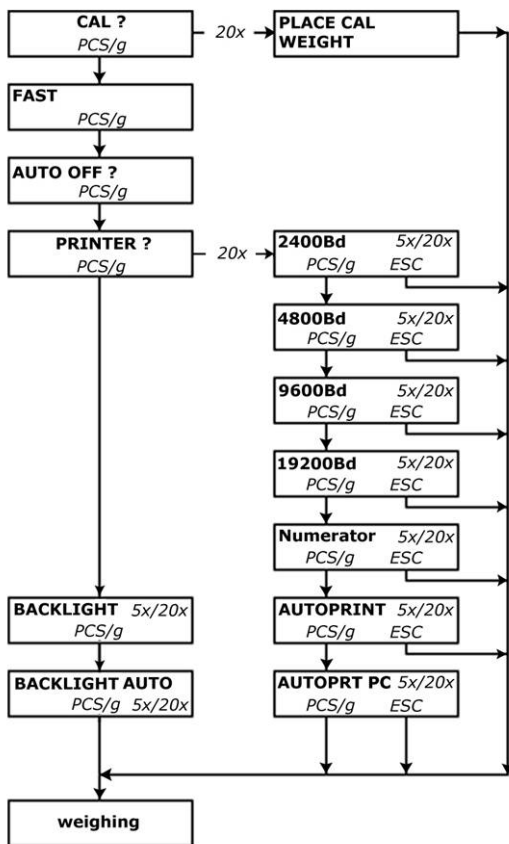 CAL ?
PCS/g
20x
PLACE CAL
WEIGHT
FAST
PCS/g
AUTO OFF ?
PCS/g
PRINTER ?
PCS/g
20x
2400Bd 5x/20x
PCS/g ESC
4800Bd 5x/20x
PCS/g ESC
9600Bd 5x/20x
PCS/g ESC
19200Bd 5x/20x
PCS/g ESC
Numerator 5x/20x
PCS/g ESC
BACKLIGHT 5x/20x
PCS/g
AUTOPRINT 5x/20x
PCS/g ESC
BACKLIGHT AUTO
PCS/g 5x/20x
AUTOPRT PC 5x/20x
PCS/g ESC
weighing